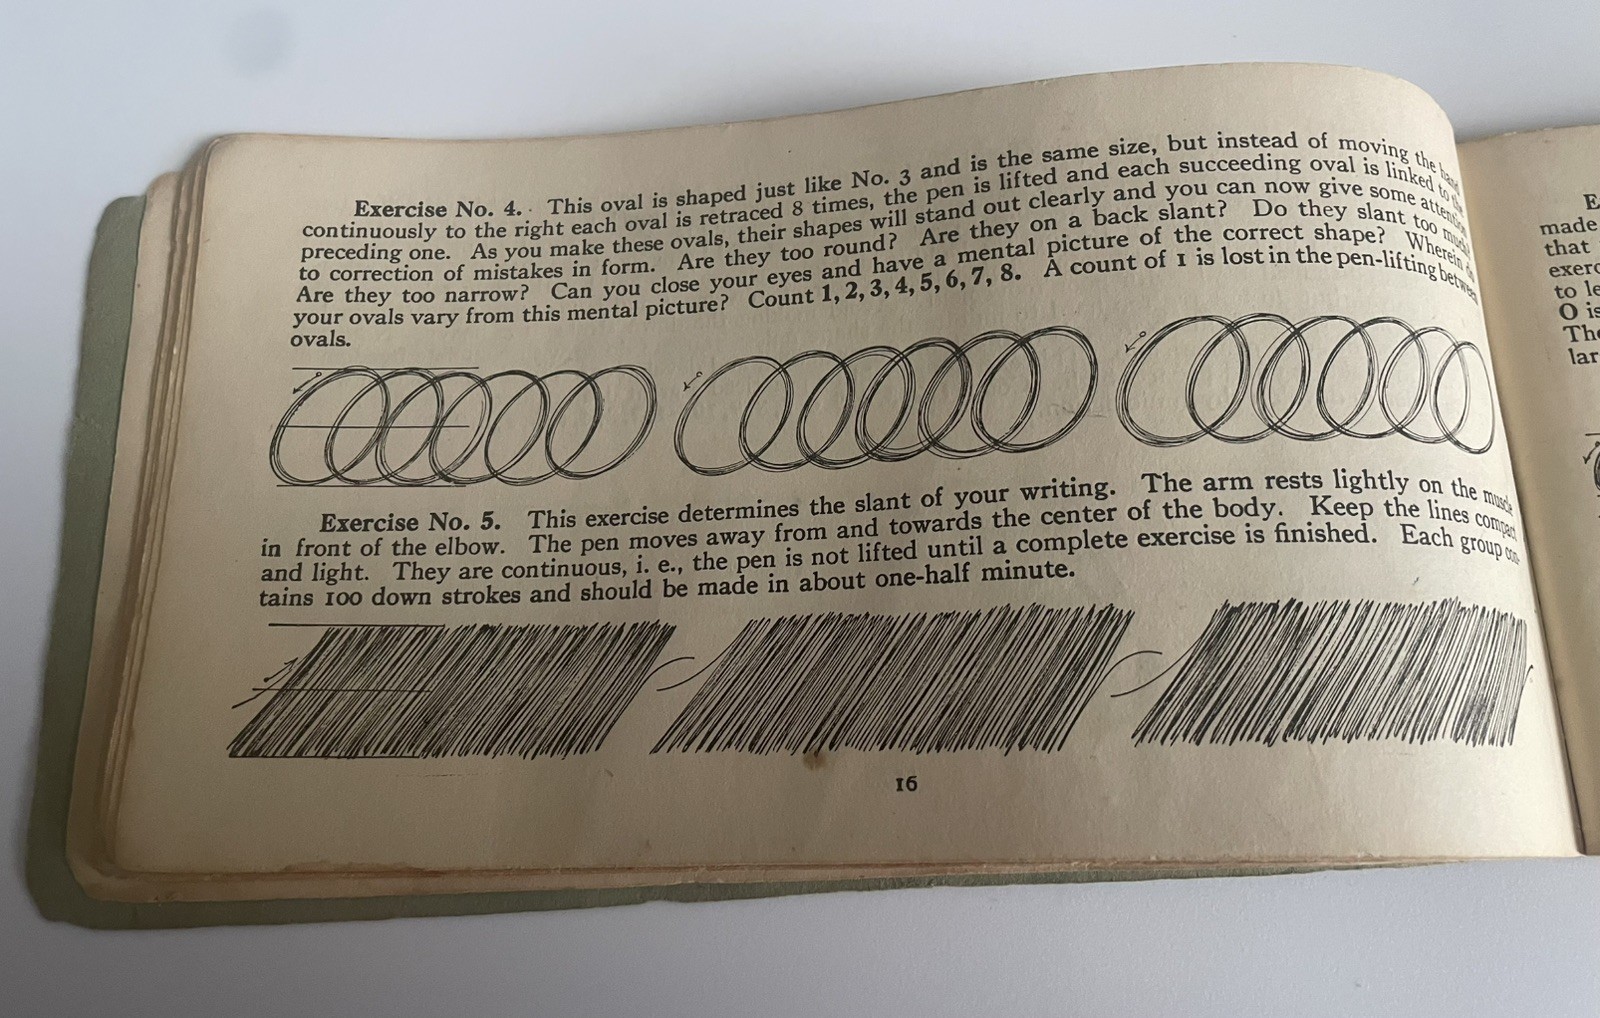 Exercise No. 4. This oval is shaped just like No. 3 and is the same size, but instead of moving the hand
continuously to the right each oval is retraced 8 times, the pen is lifted and each succeeding oval is linked to the
preceding one. As you make these ovals, their shapes will stand out clearly and you can now give some attention
to correction of mistakes in form. Are they too round? Are they on a back slant? Do they slant too much?
Are they too narrow? Can you close your eyes and have a mental picture of the correct shape? Wherein do
your ovals vary from this mental picture? Count 1, 2, 3, 4, 5, 6, 7, 8. A count of 1 is lost in the pen-lifting between
ovals.
Exercise No. 5. This exercise determines the slant of your writing. The arm rests lightly on the muscle
in front of the elbow. The pen moves away from and towards the center of the body. Keep the lines compact
and light. They are continuous, i. e., the pen is not lifted until a complete exercise is finished. Each group con-
tains 100 down strokes and should be made in about one-half minute.
16
E
made
that
exerc
to le
O is
The
lar